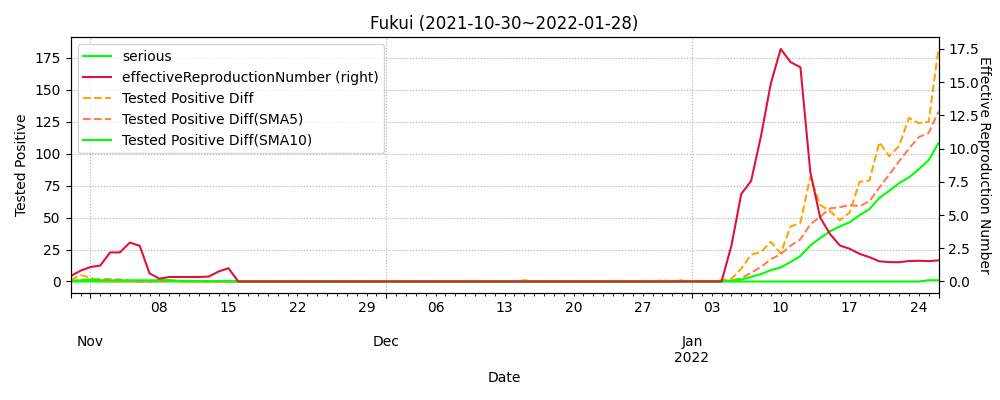 Fukui (2021-10-30~2022-01-28)
serious
effectiveReproductionNumber (right)
Tested Positive Diff
Tested Positive Diff(SMA5)
Tested Positive Diff(SMA10)
Tested Positive
175
150
125
100
75
50
25
0
17.5
15.0
12.5
10.0
7.5
5.0
2.5
0.0
Effective Reproduction Number
08 15 22 29 06 13 20 27 03 10 17 24
Nov Dec Jan
2022
Date